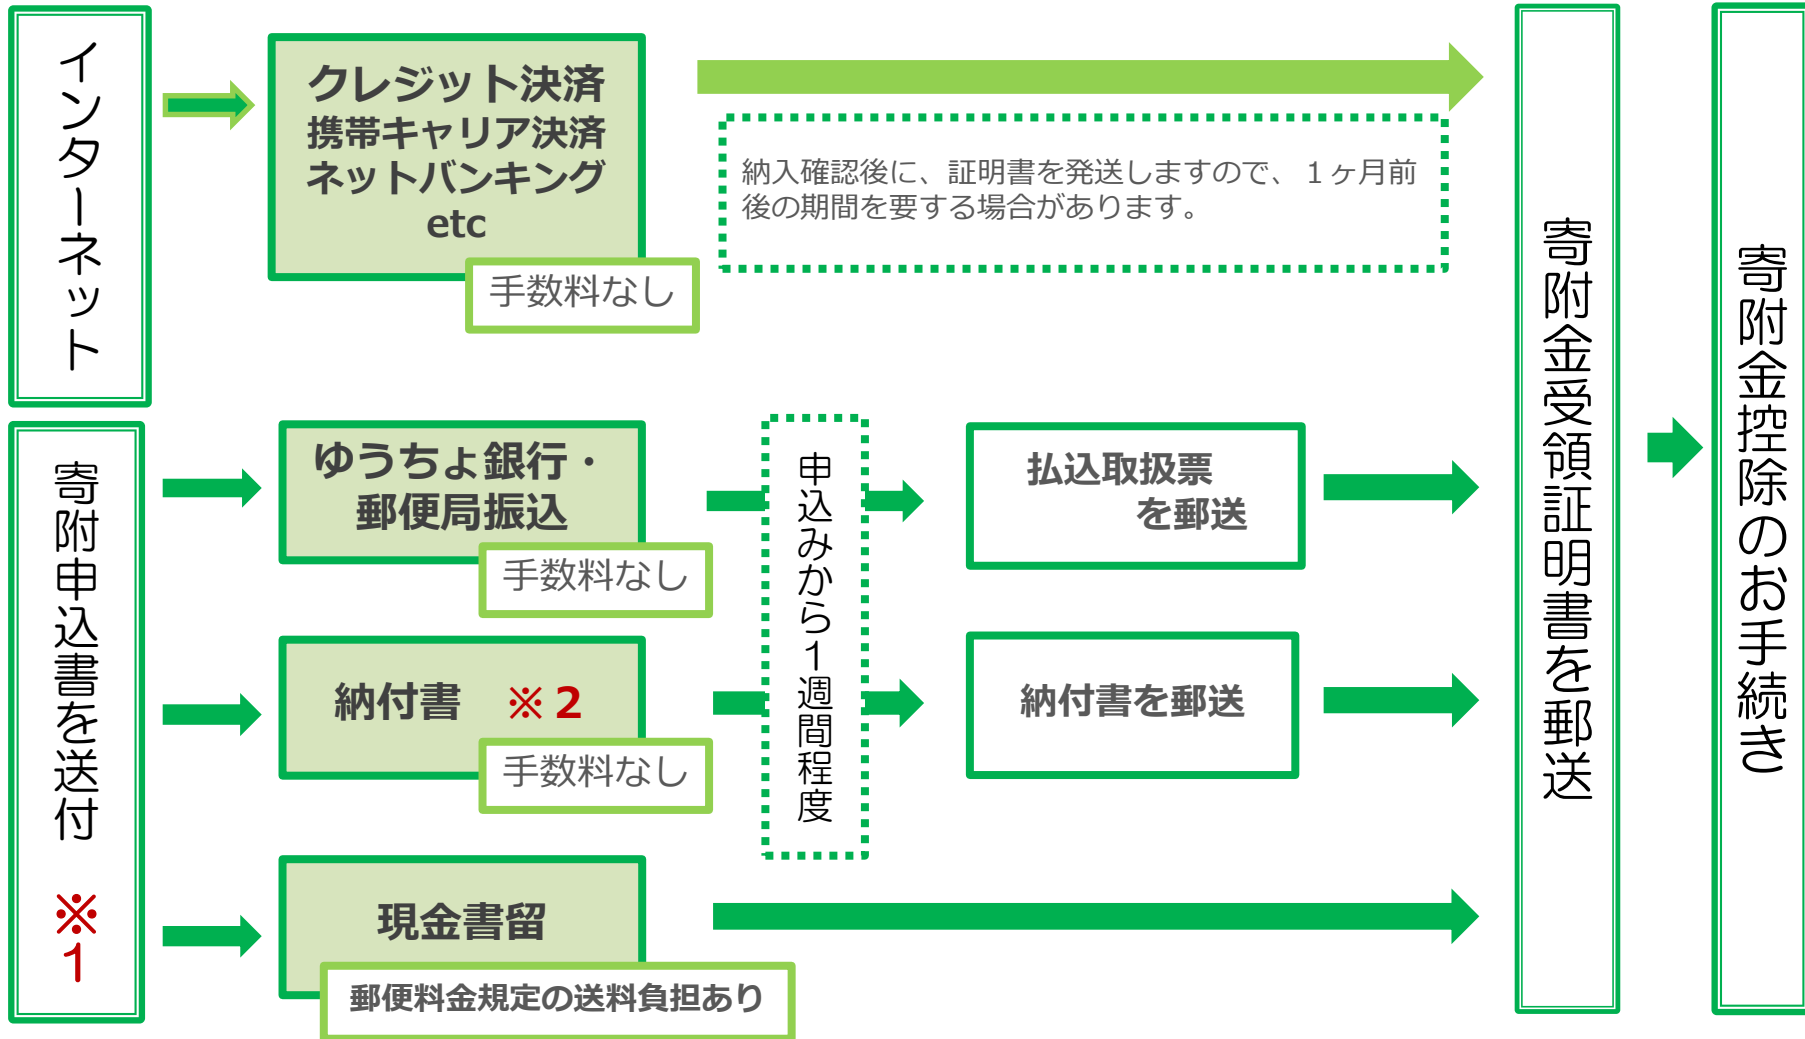 インターネット
クレジット決済
携帯キャリア決済
ネットバンキング
etc
手数料なし
納入確認後に、証明書を発送しますので、１ヶ月前
後の期間を要する場合があります。
寄附申込書を送付　※１
ゆうちょ銀行・
郵便局振込
手数料なし
納付書　※２
手数料なし
現金書留
郵便料金規定の送料負担あり
申込みから１週間程度
払込取扱票
を郵送
納付書を郵送
寄附金受領証明書を郵送
寄附金控除のお手続き